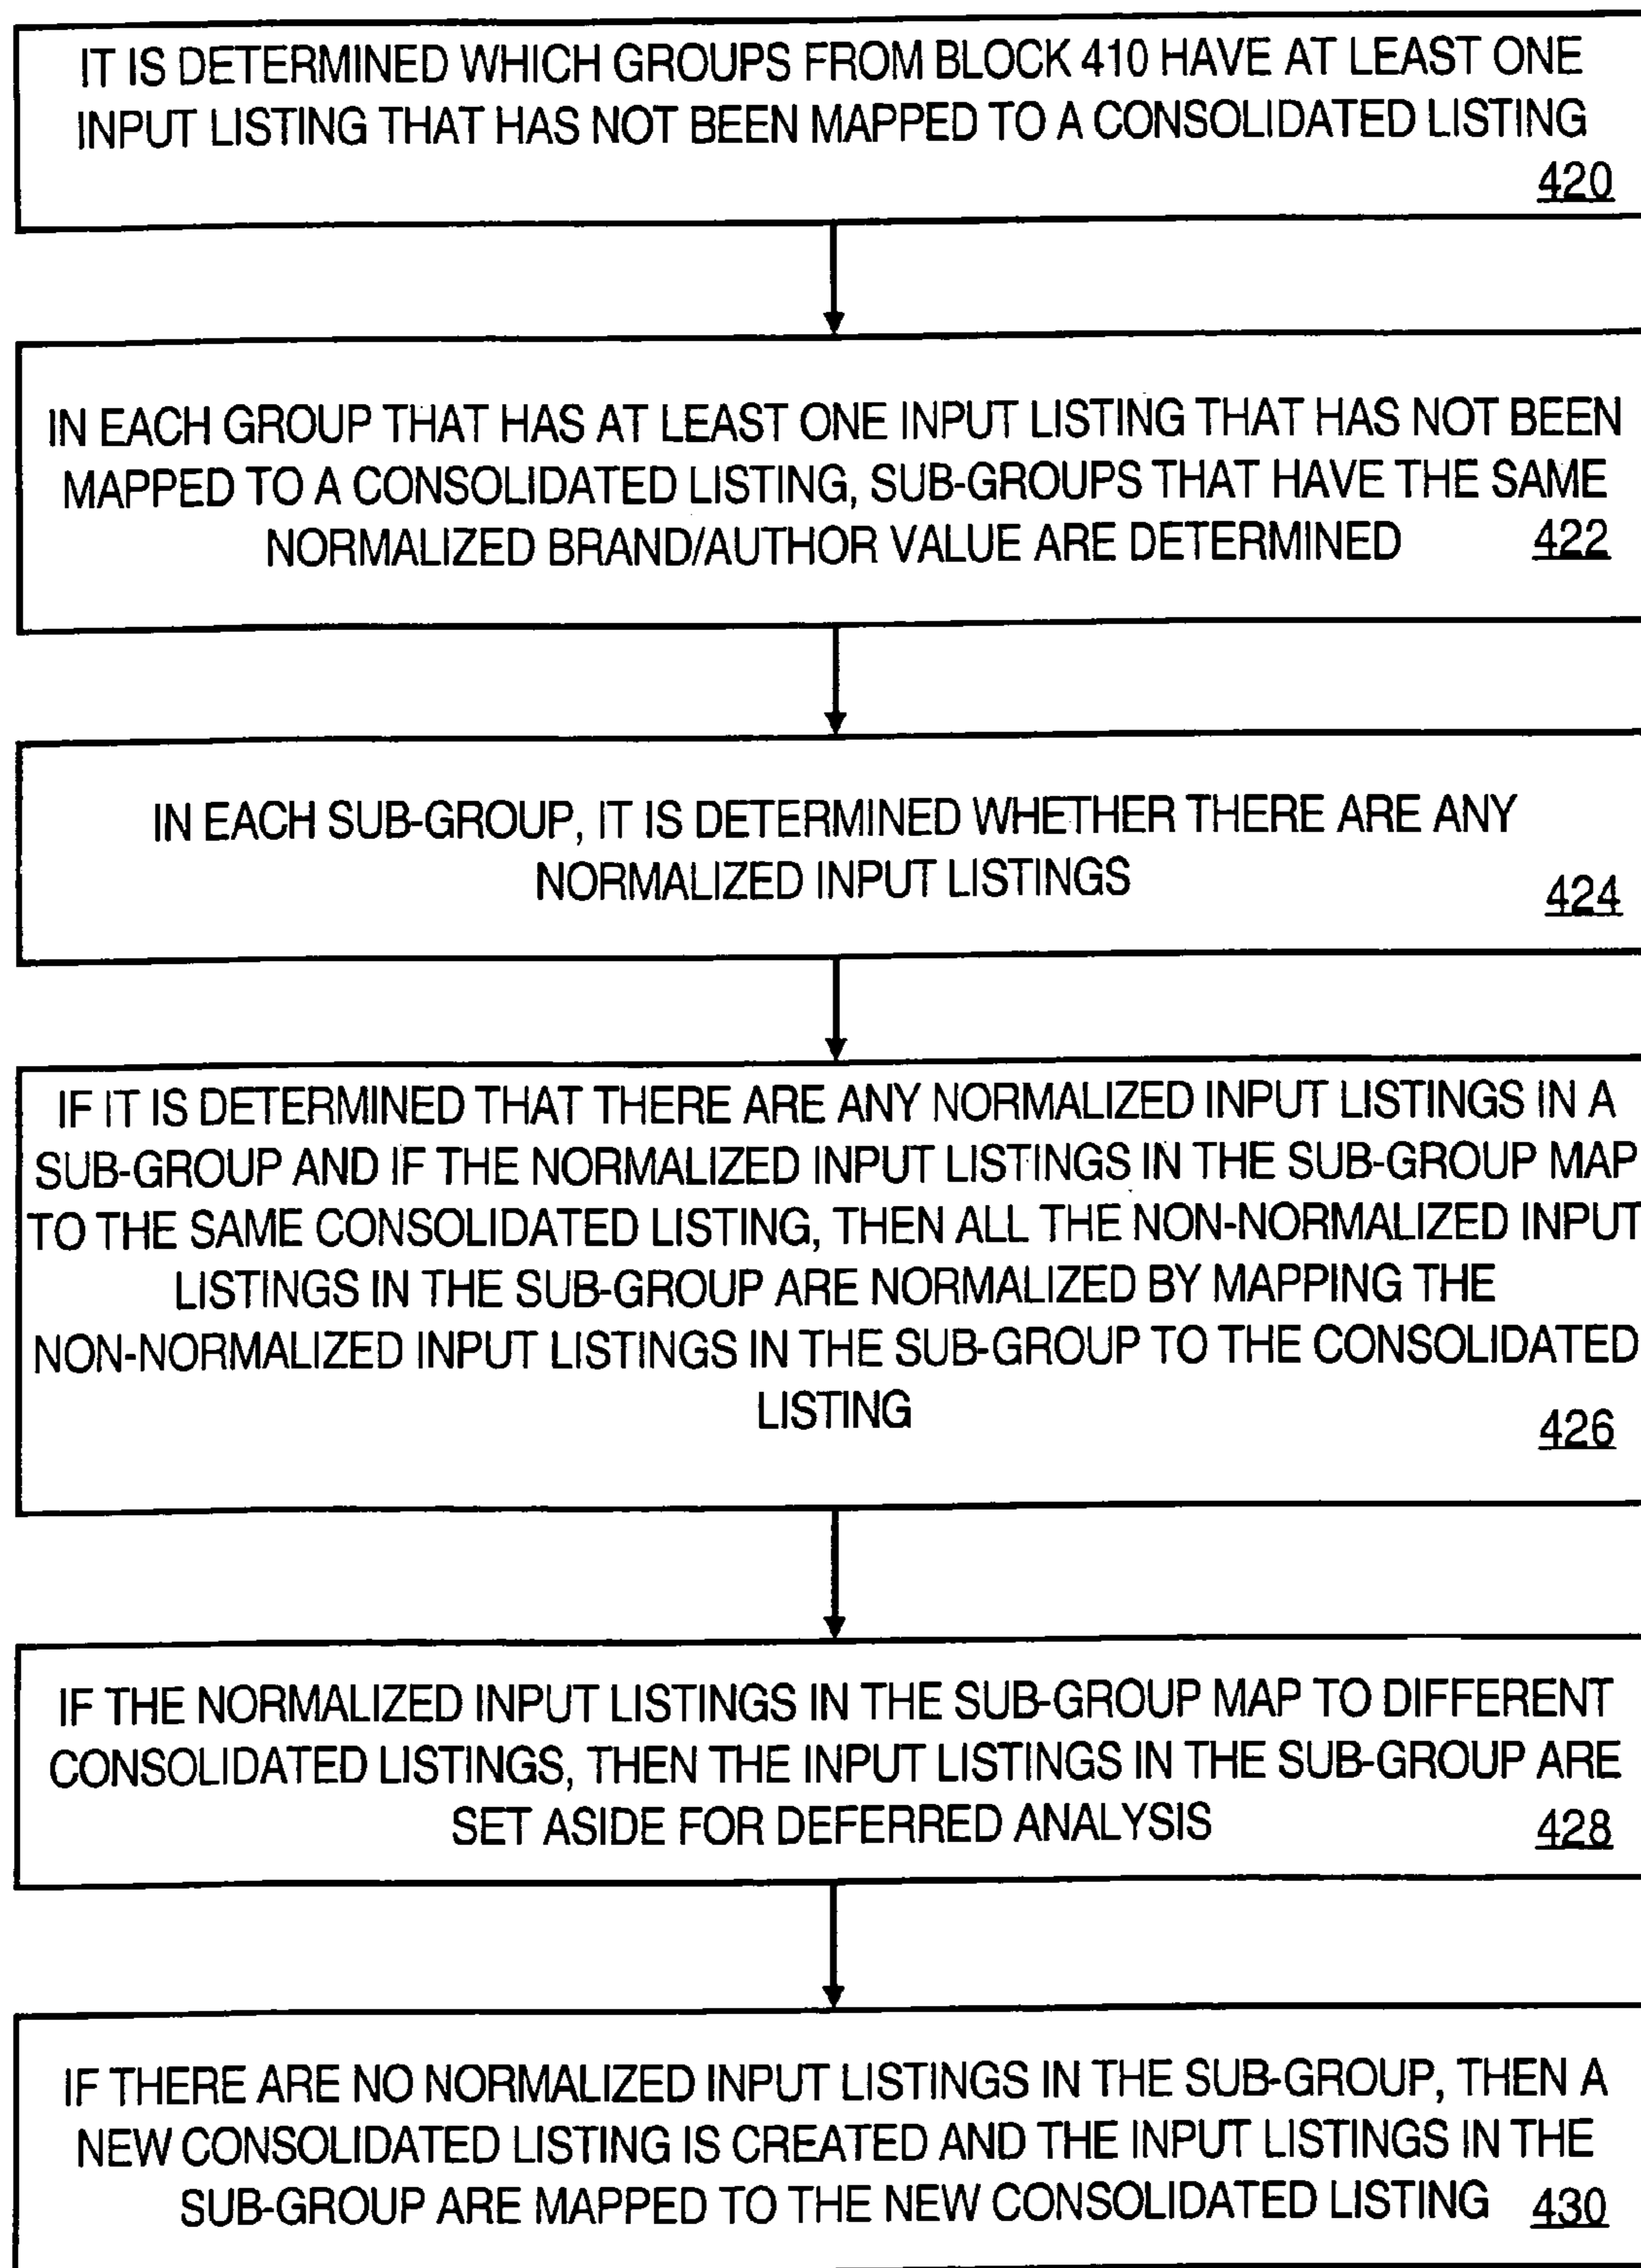 IT IS DETERMINED WHICH GROUPS FROM BLOCK 410 HAVE AT LEAST ONE
INPUT LISTING THAT HAS NOT BEEN MAPPED TO A CONSOLIDATED LISTING
420
IN EACH GROUP THAT HAS AT LEAST ONE INPUT LISTING THAT HAS NOT BEEN
MAPPED TO A CONSOLIDATED LISTING, SUB-GROUPS THAT HAVE THE SAME
NORMALIZED BRAND/AUTHOR VALUE ARE DETERMINED 422
IN EACH SUB-GROUP, IT IS DETERMINED WHETHER THERE ARE ANY
NORMALIZED INPUT LISTINGS
424
IF IT IS DETERMINED THAT THERE ARE ANY NORMALIZED INPUT LISTINGS IN A
SUB-GROUP AND IF THE NORMALIZED INPUT LISTINGS IN THE SUB-GROUP MAP
TO THE SAME CONSOLIDATED LISTING, THEN ALL THE NON-NORMALIZED INPUT
LISTINGS IN THE SUB-GROUP ARE NORMALIZED BY MAPPING THE
NON-NORMALIZED INPUT LISTINGS IN THE SUB-GROUP TO THE CONSOLIDATED
LISTING
426
IF THE NORMALIZED INPUT LISTINGS IN THE SUB-GROUP MAP TO DIFFERENT
CONSOLIDATED LISTINGS, THEN THE INPUT LISTINGS IN THE SUB-GROUP ARE
SET ASIDE FOR DEFERRED ANALYSIS 428
IF THERE ARE NO NORMALIZED INPUT LISTINGS IN THE SUB-GROUP, THEN A
NEW CONSOLIDATED LISTING IS CREATED AND THE INPUT LISTINGS IN THE
SUB-GROUP ARE MAPPED TO THE NEW CONSOLIDATED LISTING 430